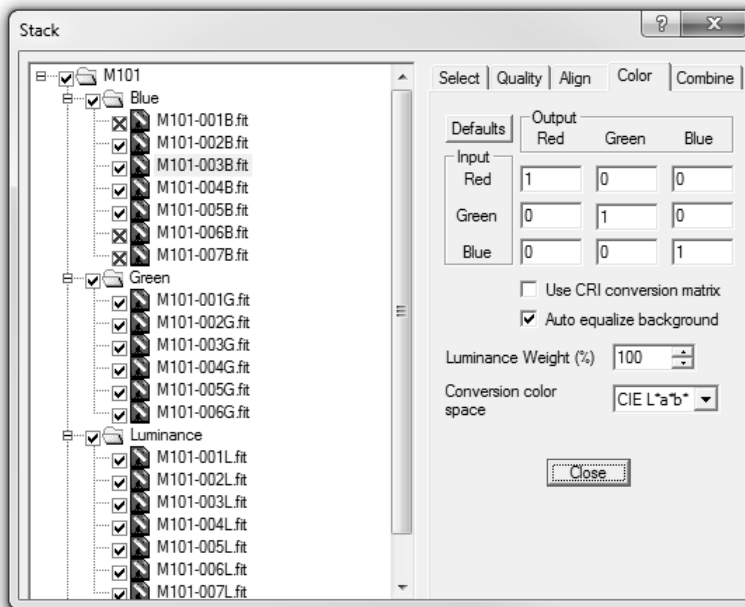 Stack
M101
Blue
M101-001B.fit
M101-002B.fit
M101-003B.fit
M101-004B.fit
M101-005B.fit
M101-006B.fit
M101-007B.fit
Green
M101-001G.fit
M101-002G.fit
M101-003G.fit
M101-004G.fit
M101-005G.fit
M101-006G.fit
Luminance
M101-001L.fit
M101-002L.fit
M101-003L.fit
M101-004L.fit
M101-005L.fit
M101-006L.fit
M101-007L.fit
Select Quality Align Color Combine
Defaults
Output
Red Green Blue
Input
Red 1 0 0
Green 0 1 0
Blue 0 0 1
Use CRI conversion matrix
Auto equalize background
Luminance Weight (%) 100
Conversion color
space
CIE L*a*b*
Close